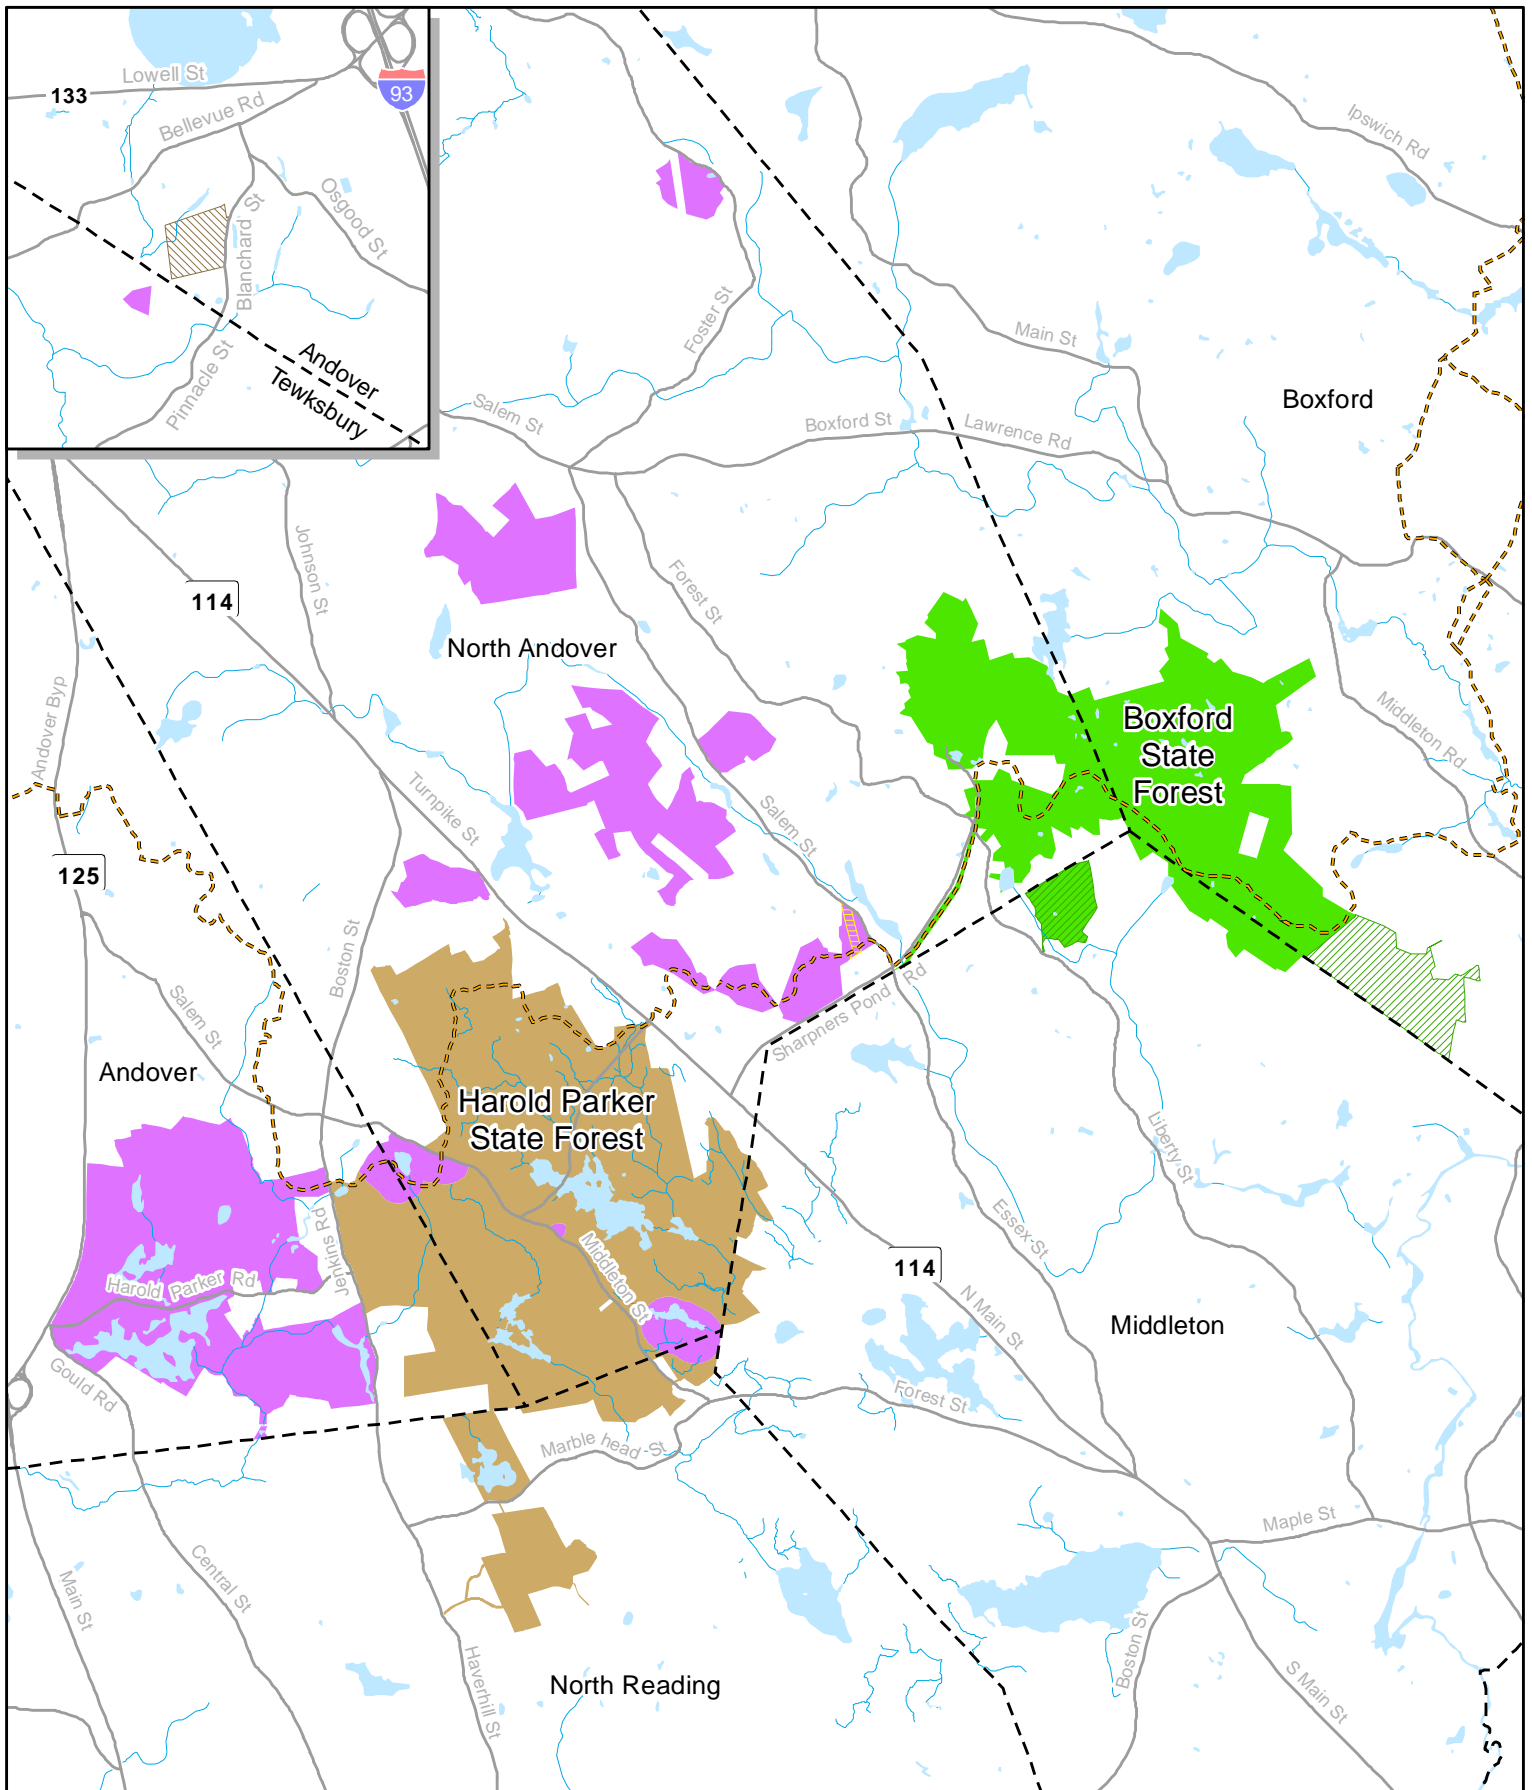 Lowell St
133
93
Bellevue Rd
Osgood St
Blanchard St
Pinnacle St
Andover
Tewksbury
Ipswich Rd
Foster St
Main St
Boxford
Salem St
Boxford St
Lawrence Rd
Johnson St
114
Forest St
North Andover
Andover Byp
Boxford
State
Forest
Middleton Rd
Turnpike St
Salem St
125
Boston St
Salem St
Sharpners Pond Rd
Andover
Harold Parker
State Forest
Liberty St
Jenkins Rd
Essex St
Middleton St
Harold Parker Rd
114
N Main St
Middleton
Gould Rd
Forest St
Marble head St
Maple St
Main St
Central St
Boston St
Haverhill St
North Reading
S Main St